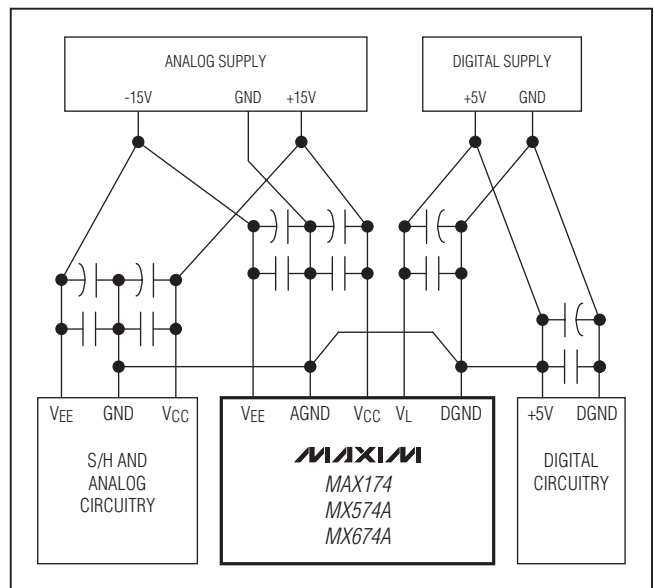 ANALOG SUPPLY
-15V GND +15V
DIGITAL SUPPLY
+5V GND
VEE GND VCC
S/H AND
ANALOG
CIRCUITRY
VEE AGND VCC VL DGND
MAXIM
MAX174
MX574A
MX674A
+5V DGND
DIGITAL
CIRCUITRY